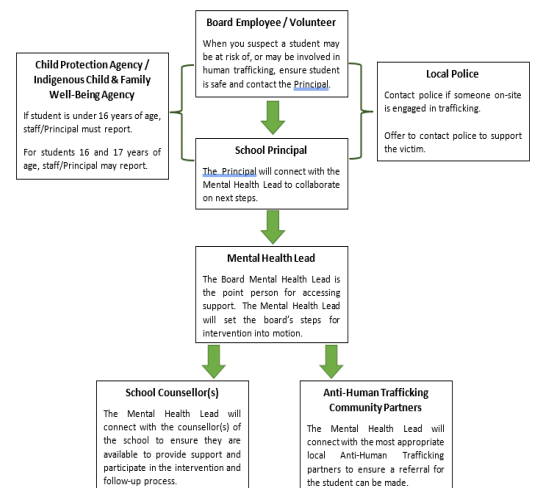 Board Employee / Volunteer
When you suspect a student may
be at risk of, or may be involved in
human trafficking, ensure student
is safe and contact the Principal.
Child Protection Agency /
Indigenous Child & Family
Well-Being Agency
If student is under 16 years of age,
staff/Principal must report.
For students 16 and 17 years of
age, staff/Principal may report.
Local Police
Contact police if someone on-site
is engaged in trafficking.
Offer to contact police to support
the victim.
School Principal
The Principal will connect with the
Mental Health Lead to collaborate
on next steps.
Mental Health Lead
The Board Mental Health Lead is
the point person for accessing
support. The Mental Health Lead
will set the board's steps for
intervention into motion.
School Counsellor(s)
The Mental Health Lead will
connect with the counsellor(s) of
the school to ensure they are
available to provide support and
participate in the intervention and
follow-up process.
Anti-Human Trafficking
Community Partners
The Mental Health Lead will
connect with the most appropriate
local Anti-Human Trafficking
partners to ensure a referral for
the student can be made.